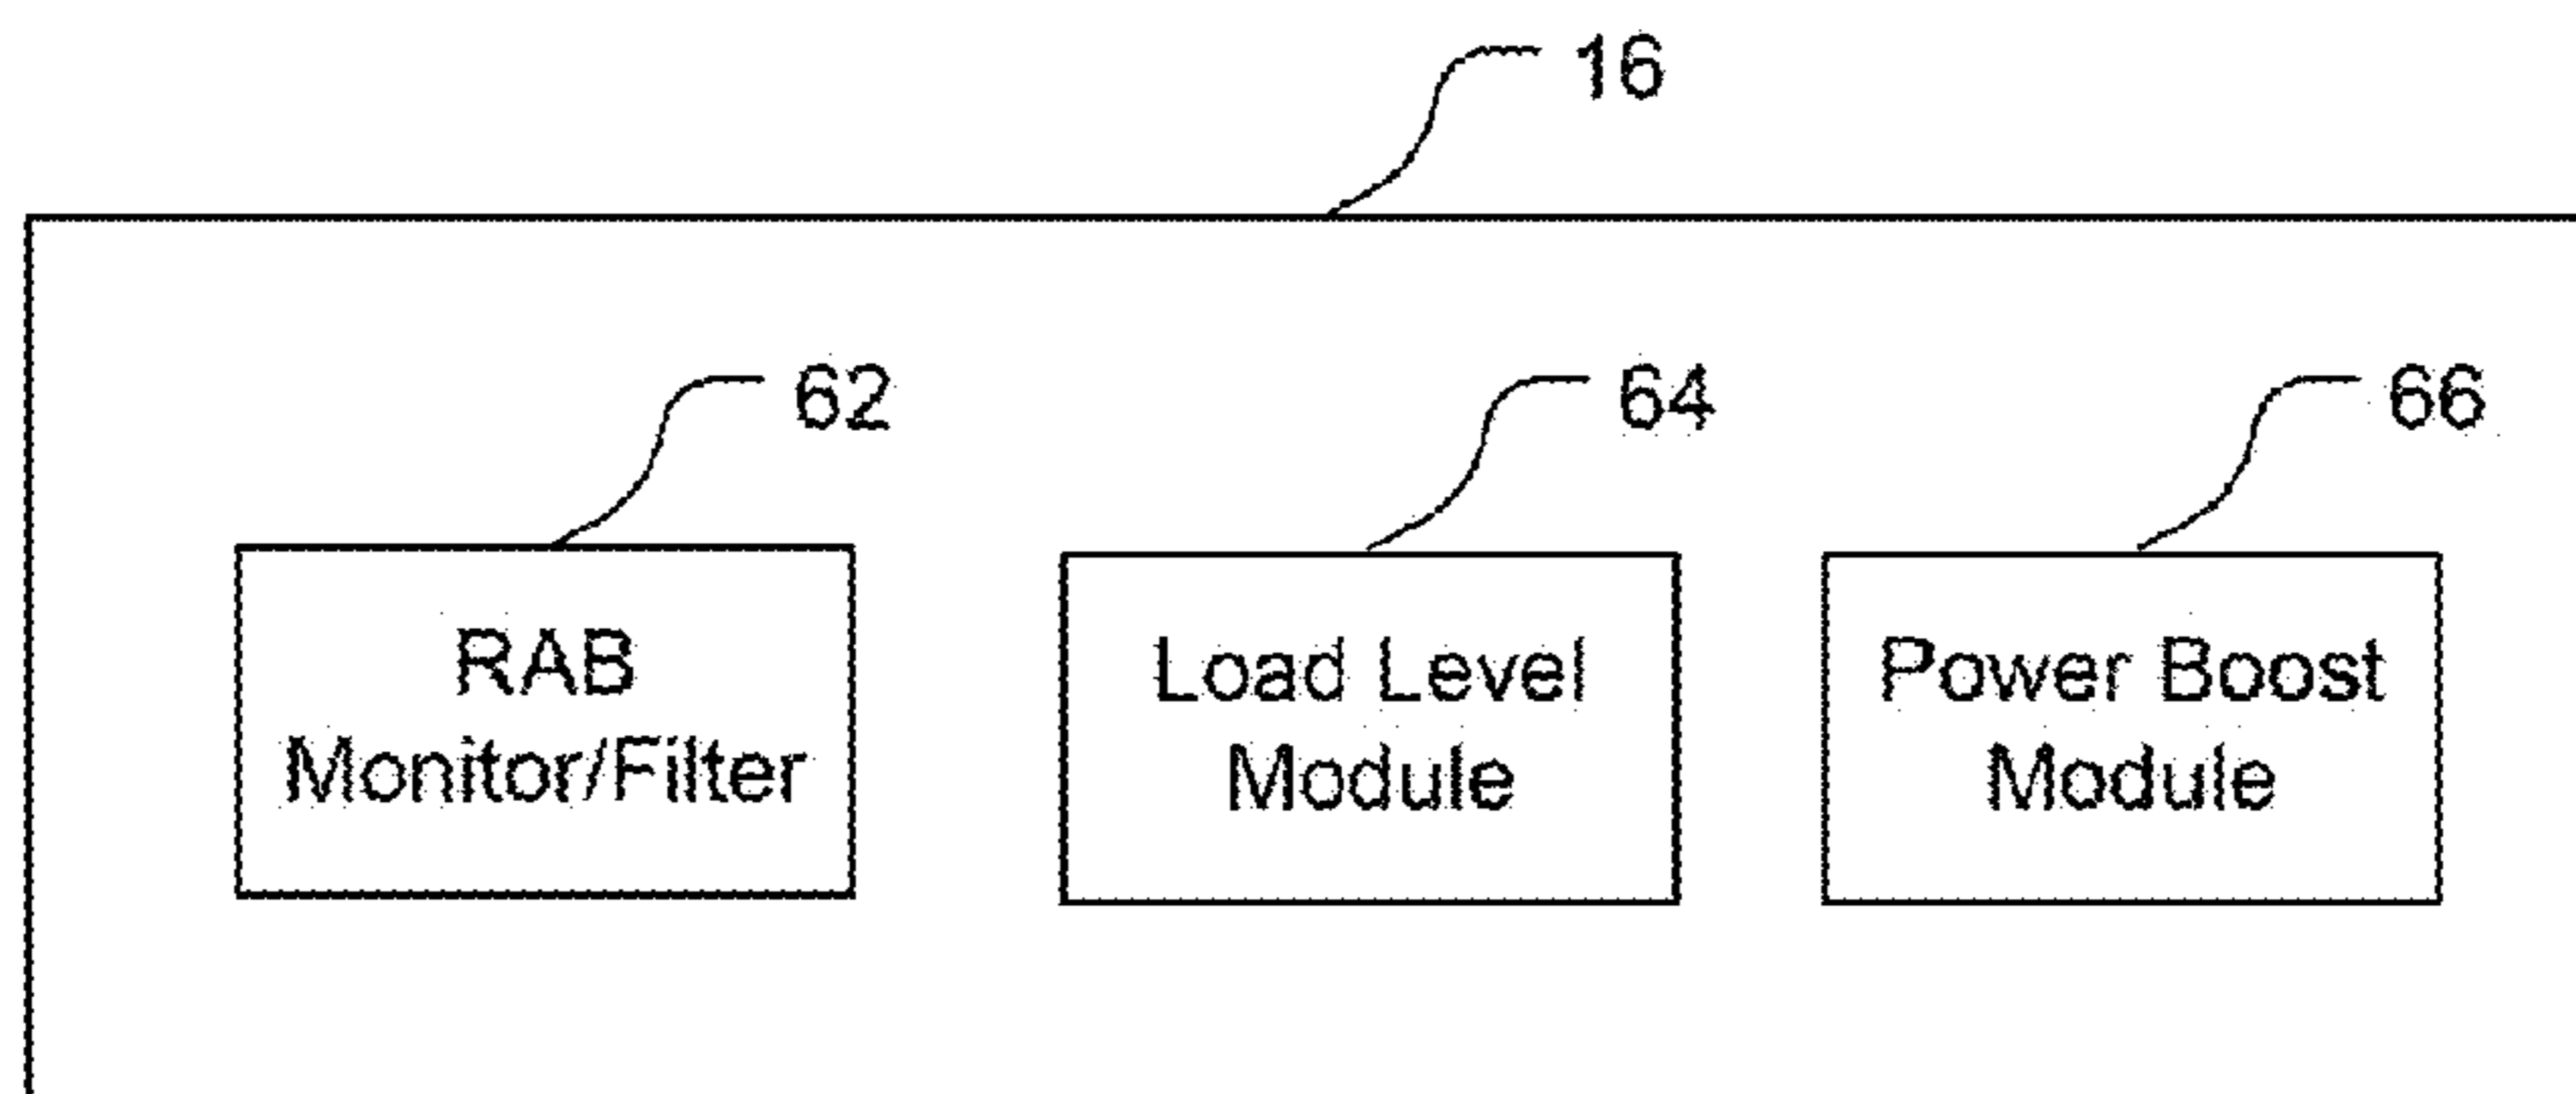 16
62
64
66
RAB
Monitor/Filter
Load Level
Module
Power Boost
Module